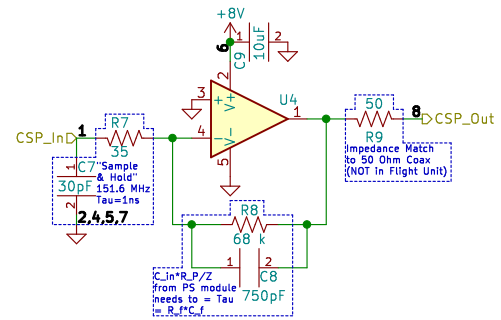 +8V
6
1
2
10uF
C9
2
U4
V+
3
+
1
4
-
V-
5
CSP_In
1
R7
35
1
C7
30pF
2
"Sample
& Hold"
151.6 MHz
Tau=1ns
2,4,5,7
50
R9
8
CSP_Out
Impedance Match
to 50 Ohm Coax
(NOT in Flight Unit)
R8
68 k
1
2
C8
750pF
C_in*R_P/Z
from PS module
needs to = Tau
= R_f*C_f